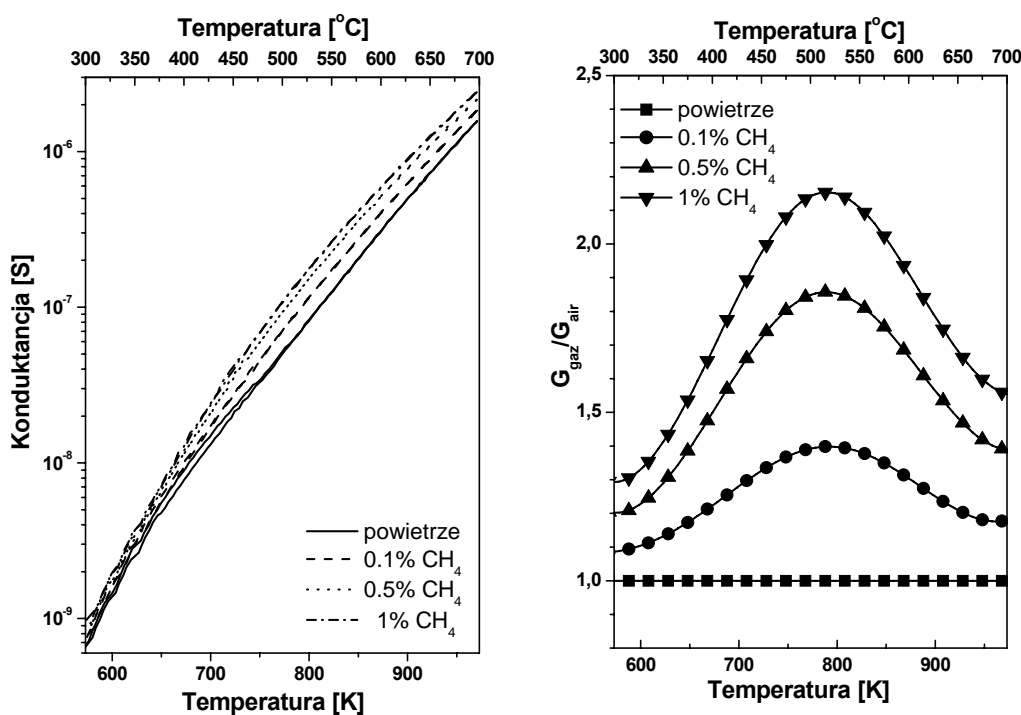 Temperatura [°C]
300 350 400 450 500 550 600 650 700
10⁻⁶
10⁻⁷
10⁻⁸
10⁻⁹
Konduktancja [S]
powietrze
0.1% CH₄
0.5% CH₄
1% CH₄
600 700 800 900
Temperatura [K]
Temperatura [°C]
300 350 400 450 500 550 600 650 700
2,5
2,0
1,5
1,0
G_gaz/G_air
powietrze
0.1% CH₄
0.5% CH₄
1% CH₄
600 700 800 900
Temperatura [K]